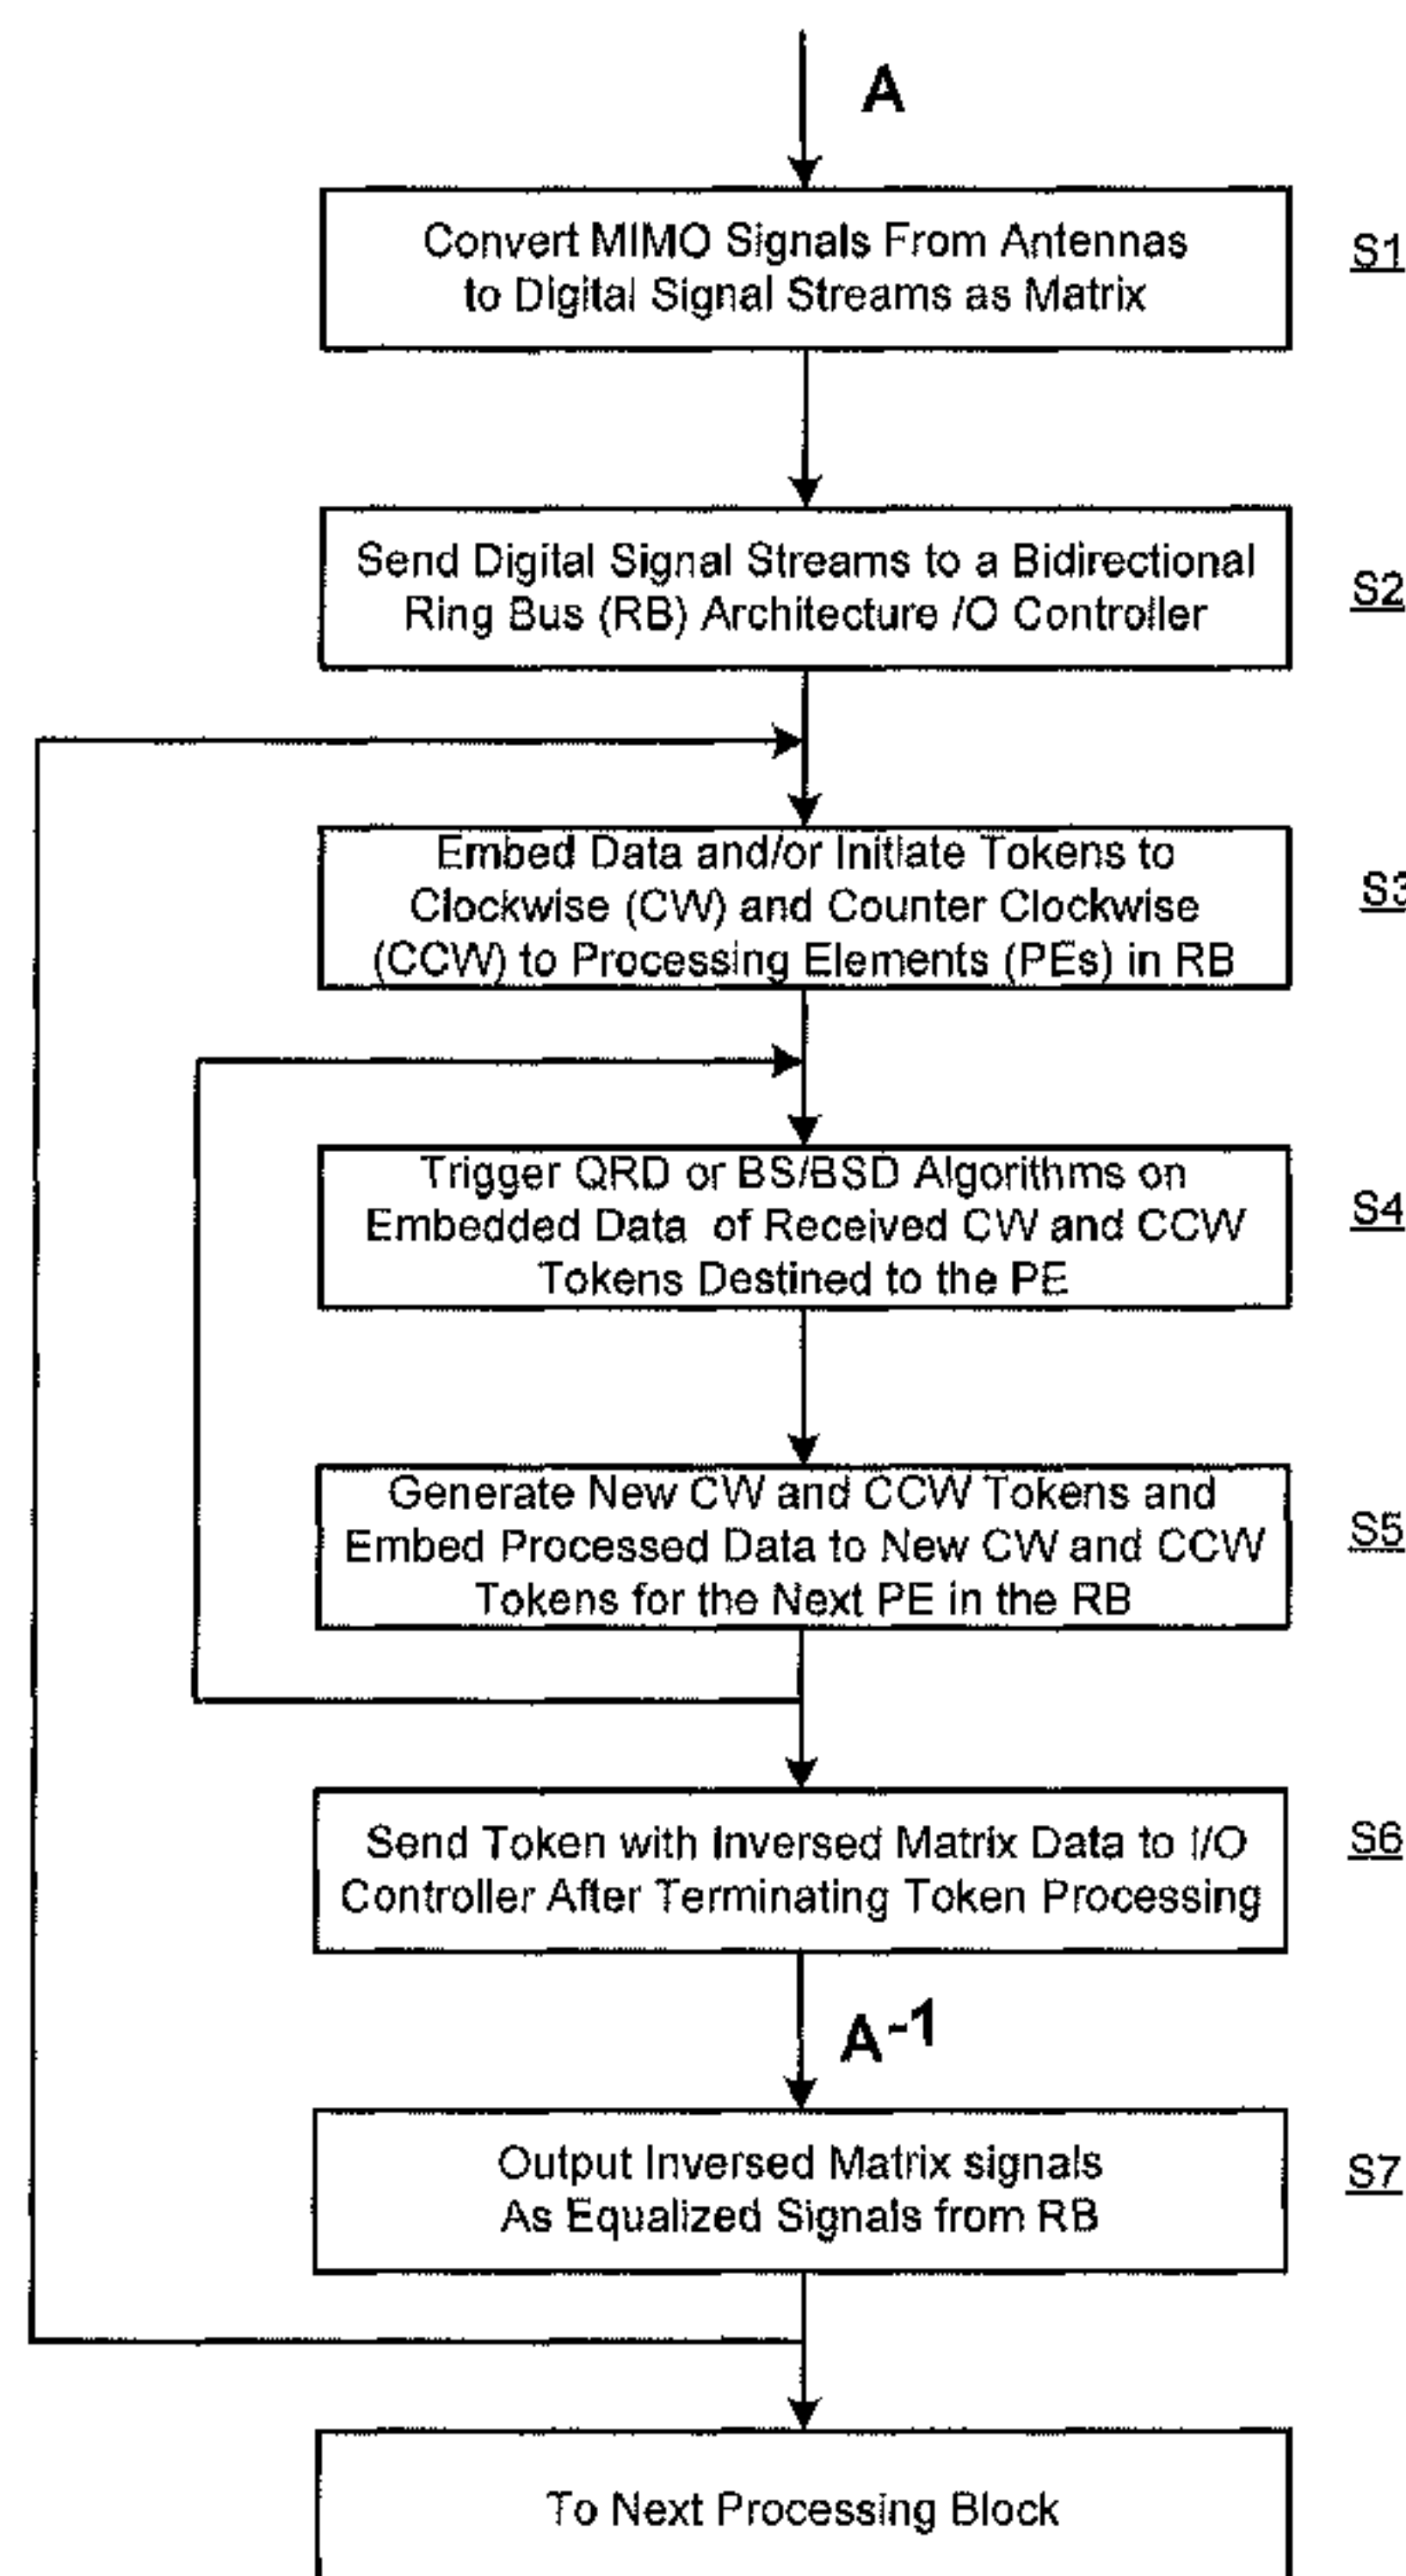 A
Convert MIMO Signals From Antennas
to Digital Signal Streams as Matrix
S1
Send Digital Signal Streams to a Bidirectional
Ring Bus (RB) Architecture /O Controller
S2
Embed Data and/or Initiate Tokens to
Clockwise (CW) and Counter Clockwise
(CCW) to Processing Elements (PEs) in RB
S3
Trigger QRD or BS/BSD Algorithms on
Embedded Data of Received CW and CCW
Tokens Destined to the PE
S4
Generate New CW and CCW Tokens and
Embed Processed Data to New CW and CCW
Tokens for the Next PE in the RB
S5
Send Token with Inversed Matrix Data to I/O
Controller After Terminating Token Processing
S6
A-1
Output Inversed Matrix signals
As Equalized Signals from RB
S7
To Next Processing Block